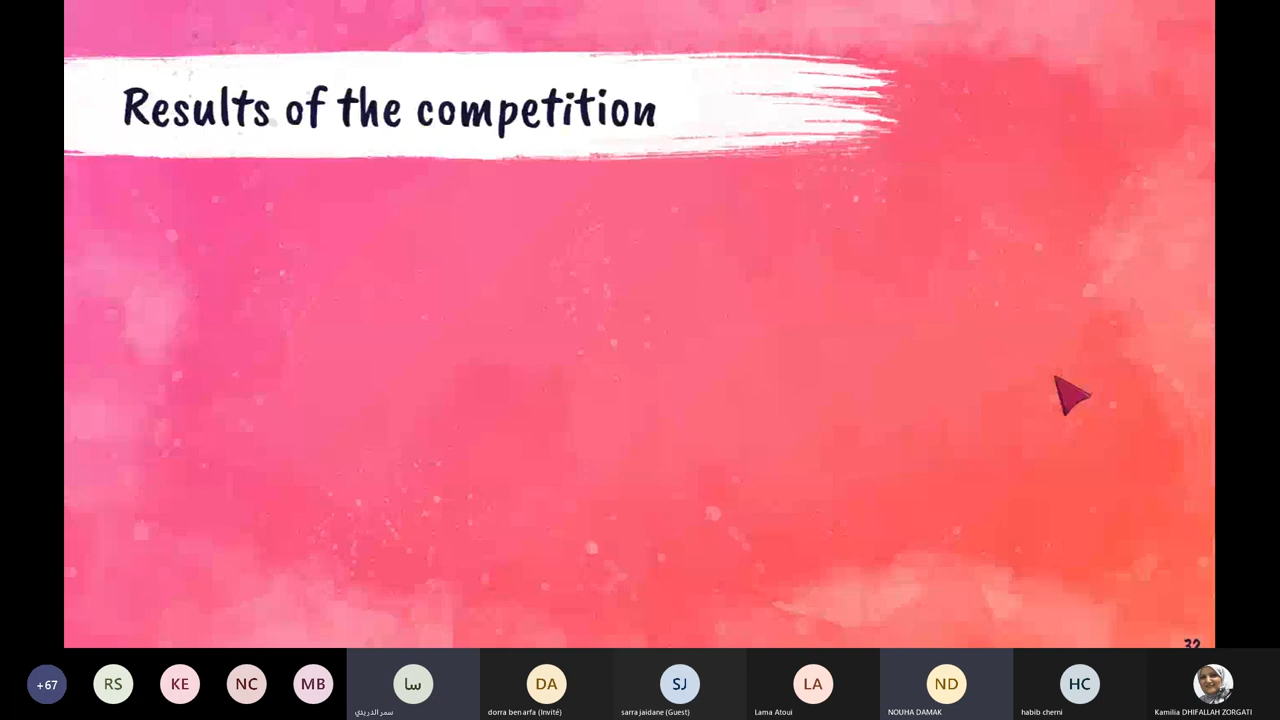 Results of the competition
32
+67
RS
KE
NC
MB
سا
DA
SJ
LA
ND
HC
سمر الدريدي
dorra ben arfa (Invité)
sarra jaidane (Guest)
Lama Atoui
NOUHA DAMAK
habib cherni
Kamilia DHIFALLAH ZORGATI